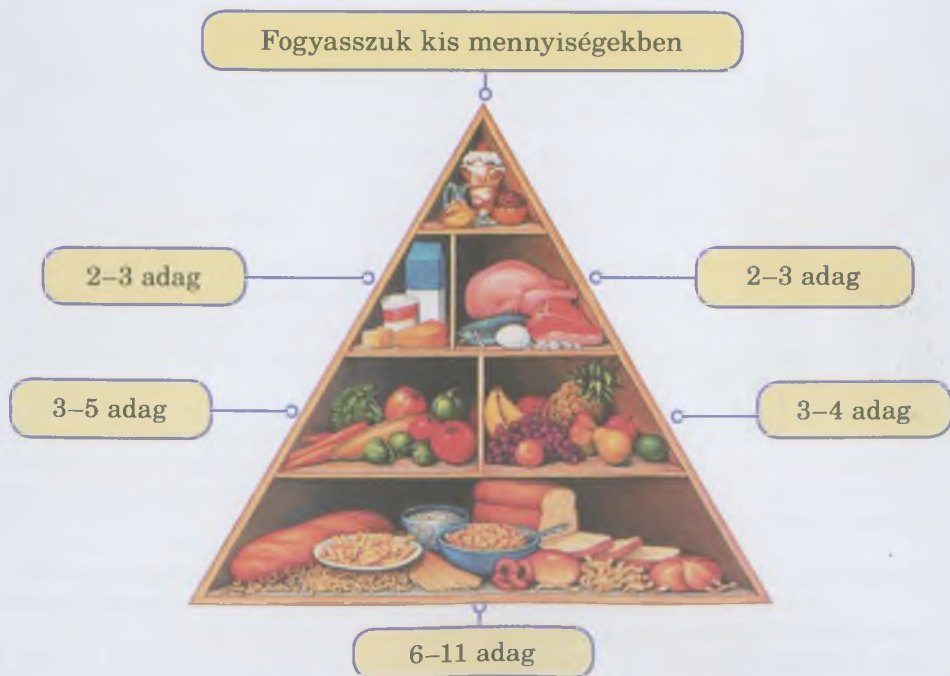 Fogyasszuk kis mennyiségekben
2–3 adag
2–3 adag
3–5 adag
3–4 adag
6–11 adag